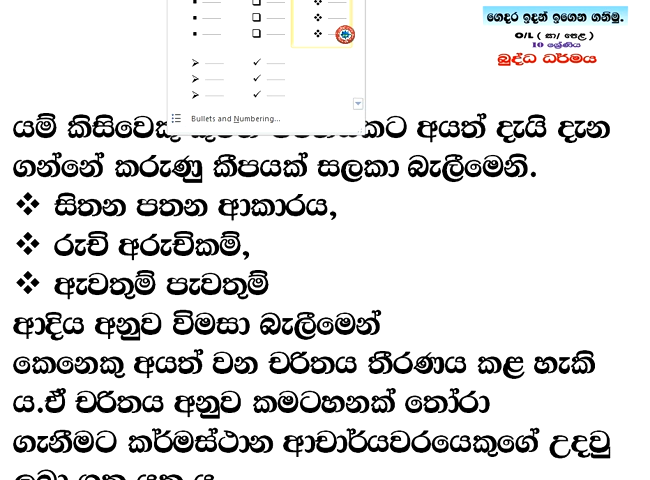 ගෙදර ඉදන් ඉගෙන ගනිමු.
O/L ( සා/ පෙළ )
10 ශ්‍රේණිය
බුද්ධ ධර්මය
Bullets and Numbering...
යම් කිසිවෙකු අයත් දැයි දැන
ගන්නේ කරුණු කීපයක් සලකා බැලීමෙනි.
❖ සිතන පතන ආකාරය,
❖ රුචි අරුචිකම්,
❖ ඇවතුම් පැවතුම්
ආදිය අනුව විමසා බැලීමෙන්
කෙනෙකු අයත් වන චරිතය තීරණය කළ හැකි
ය.ඒ චරිතය අනුව කමටහනක් තෝරා
ගැනීමට කර්මස්ථාන ආචාර්යවරයෙකුගේ උදවු